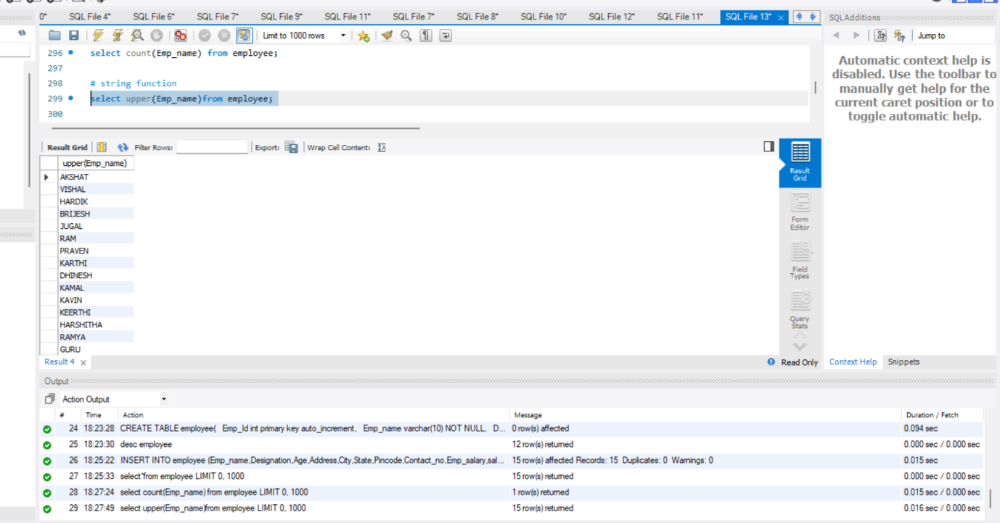 0* SQL File 4* SQL File 6* SQL File 7* SQL File 9* SQL File 11* SQL File 7* SQL File 8* SQL File 10* SQL File 12* SQL File 11* SQL File 13*
SQLAdditions
Limit to 1000 rows
Jump to
296 select count(Emp_name) from employee;
297
298 # string function
299 select upper(Emp_name)from employee;
300
Automatic context help is
disabled. Use the toolbar to
manually get help for the
current caret position or to
toggle automatic help.
Result Grid Filter Rows: Export: Wrap Cell Content:
upper(Emp_name)
AKSHAT
VISHAL
HARDIK
BRIJESH
JUGAL
RAM
PRAVEN
KARTHI
DHINESH
KAMAL
KAVIN
KEERTHI
HARSHITHA
RAMYA
GURU
Result
Grid
Form
Editor
Field
Types
Query
Stats
Result 4
Read Only
Context Help Snippets
Output
Action Output
# Time Action Message Duration / Fetch
24 18:23:28 CREATE TABLE employee( Emp_Id int primary key auto_increment, Emp_name varchar(10) NOT NULL, D... 0 row(s) affected 0.094 sec
25 18:23:30 desc employee 12 row(s) returned 0.000 sec / 0.000 sec
26 18:25:22 INSERT INTO employee (Emp_name,Designation,Age,Address,City,State,Pincode,Contact_no,Emp_salary,sal... 15 row(s) affected Records: 15 Duplicates: 0 Warnings: 0 0.015 sec
27 18:25:33 select*from employee LIMIT 0, 1000 15 row(s) returned 0.000 sec / 0.000 sec
28 18:27:24 select count(Emp_name) from employee LIMIT 0, 1000 1 row(s) returned 0.015 sec / 0.000 sec
29 18:27:49 select upper(Emp_name)from employee LIMIT 0, 1000 15 row(s) returned 0.016 sec / 0.000 sec